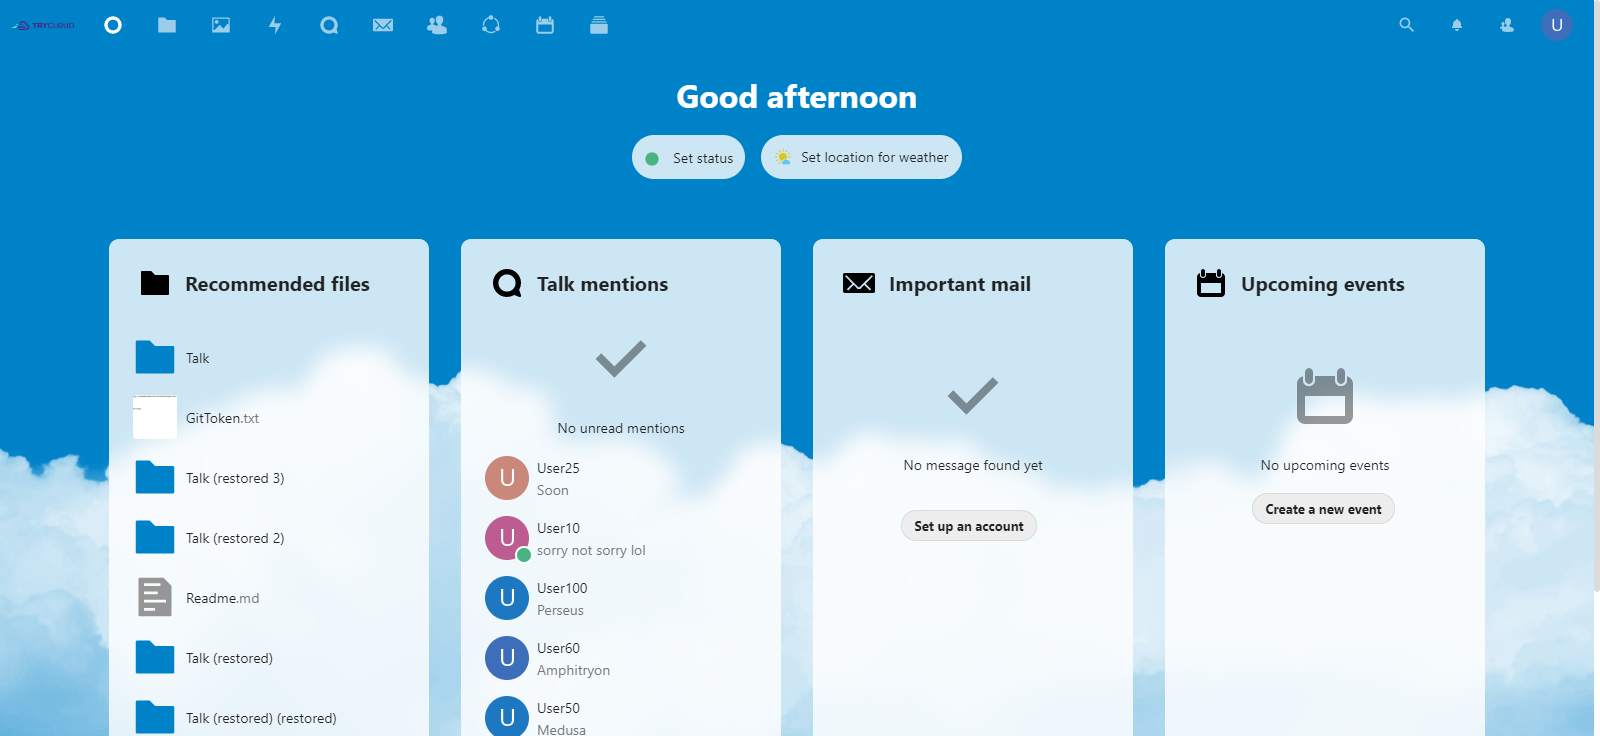 TRYCLOUD
U
Good afternoon
Set status
Set location for weather
Recommended files
Talk
GitToken.txt
Talk (restored 3)
Talk (restored 2)
Readme.md
Talk (restored)
Talk (restored) (restored)
Talk mentions
No unread mentions
U
User25
Soon
U
User10
sorry not sorry lol
U
User100
Perseus
U
User60
Amphitryon
U
User50
Medusa
Important mail
No message found yet
Set up an account
Upcoming events
No upcoming events
Create a new event